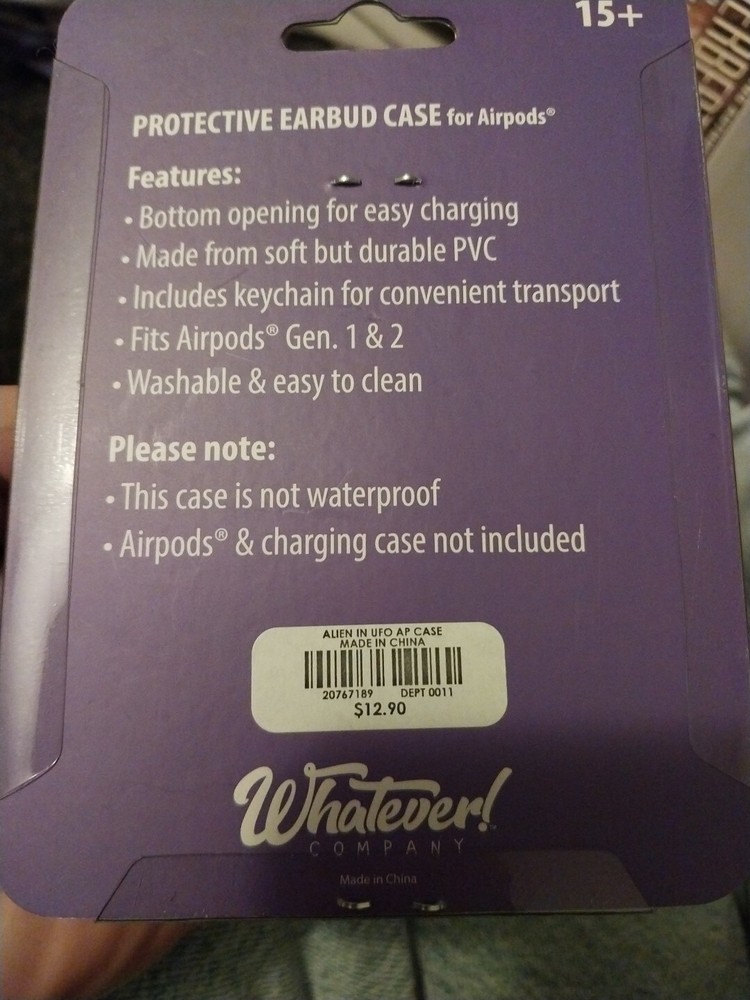 15+
PROTECTIVE EARBUD CASE for Airpods®
Features:
• Bottom opening for easy charging
• Made from soft but durable PVC
• Includes keychain for convenient transport
• Fits Airpods® Gen. 1 & 2
• Washable & easy to clean
Please note:
• This case is not waterproof
• Airpods® & charging case not included
ALIEN IN UFO AP CASE
MADE IN CHINA
20767189 DEPT 0011
$12.90
Whatever!
COMPANY
Made in China